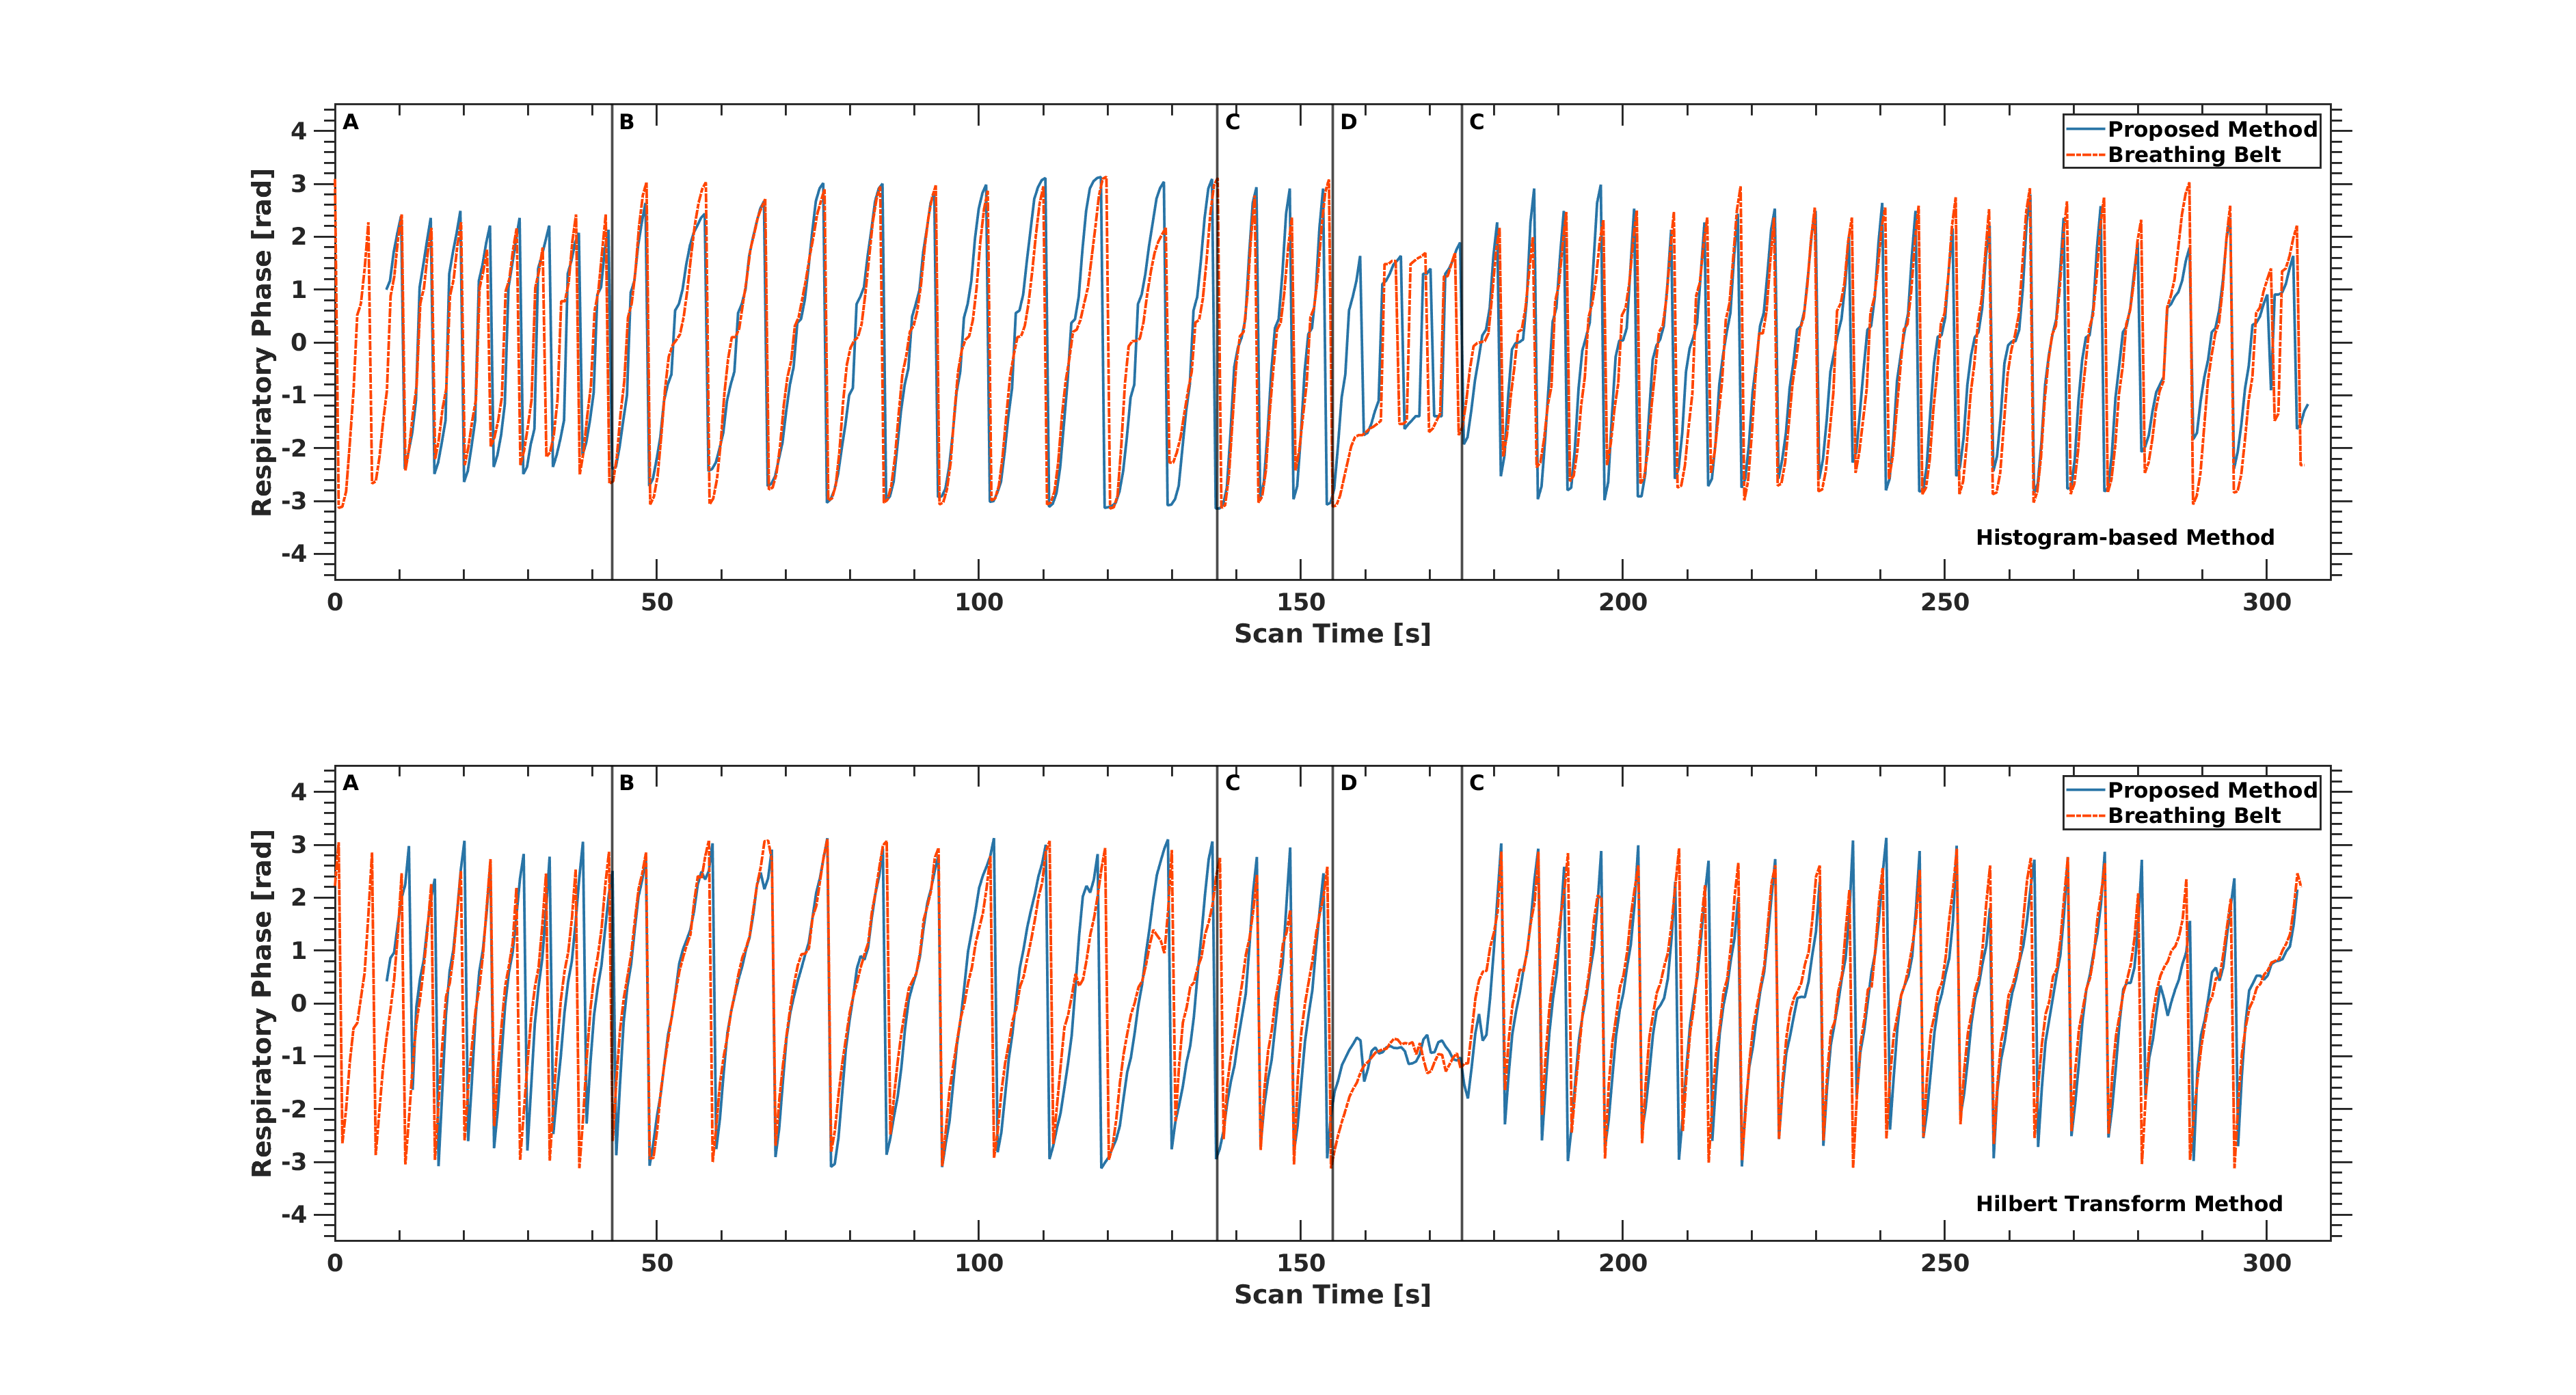 A B C D C
Proposed Method
Breathing Belt
4
3
2
1
0
-1
-2
-3
-4
Respiratory Phase [rad]
Histogram-based Method
0 50 100 150 200 250 300
Scan Time [s]
A B C D C
Proposed Method
Breathing Belt
4
3
2
1
0
-1
-2
-3
-4
Respiratory Phase [rad]
Hilbert Transform Method
0 50 100 150 200 250 300
Scan Time [s]